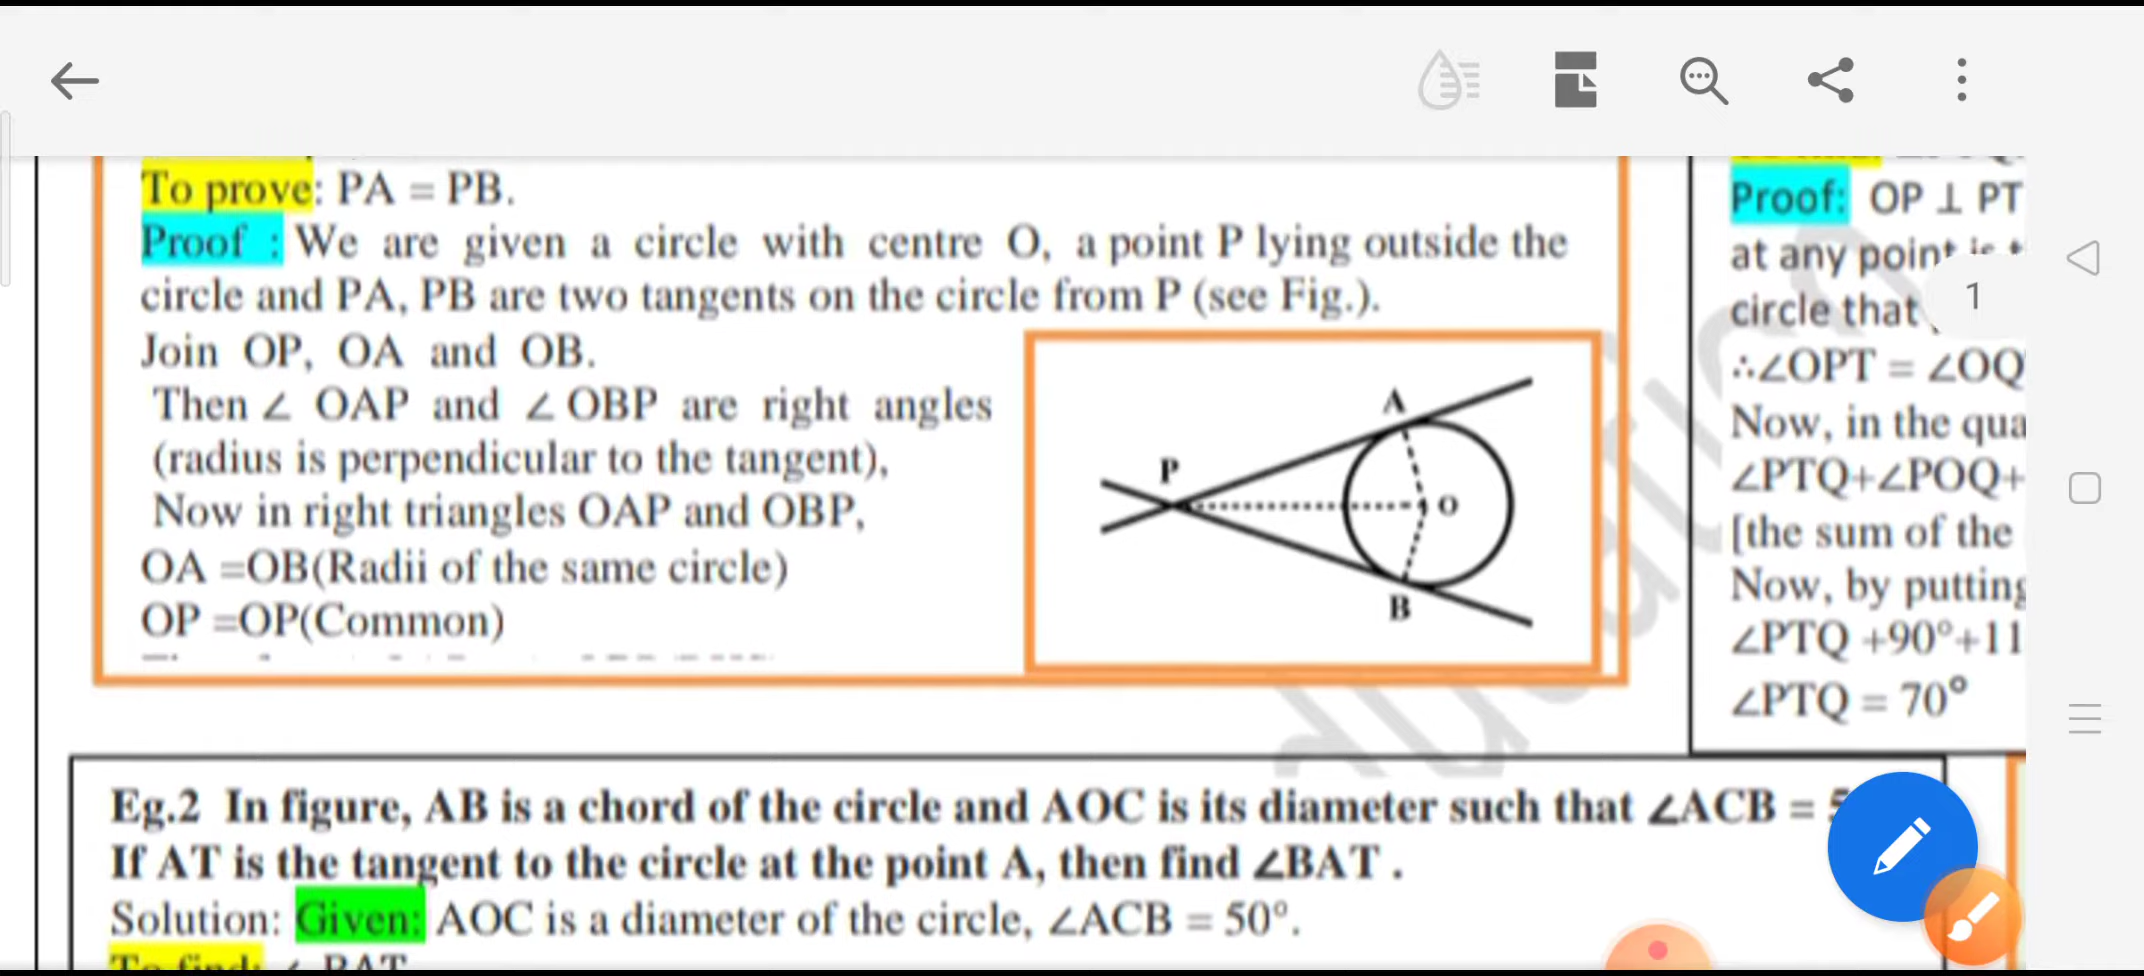 To prove: PA = PB.
Proof : We are given a circle with centre O, a point P lying outside the
circle and PA, PB are two tangents on the circle from P (see Fig.).
Join OP, OA and OB.
Then ∠ OAP and ∠ OBP are right angles
(radius is perpendicular to the tangent),
Now in right triangles OAP and OBP,
OA =OB(Radii of the same circle)
OP =OP(Common)
A
P
O
B
Proof: OP ⊥ PT
at any point
circle that
∴∠OPT = ∠OQ
Now, in the qua
∠PTQ+∠POQ+
[the sum of the
Now, by putting
∠PTQ +90°+11
∠PTQ = 70°
1
Eg.2 In figure, AB is a chord of the circle and AOC is its diameter such that ∠ACB =
If AT is the tangent to the circle at the point A, then find ∠BAT .
Solution: Given: AOC is a diameter of the circle, ∠ACB = 50°.
To find: ∠ BAT